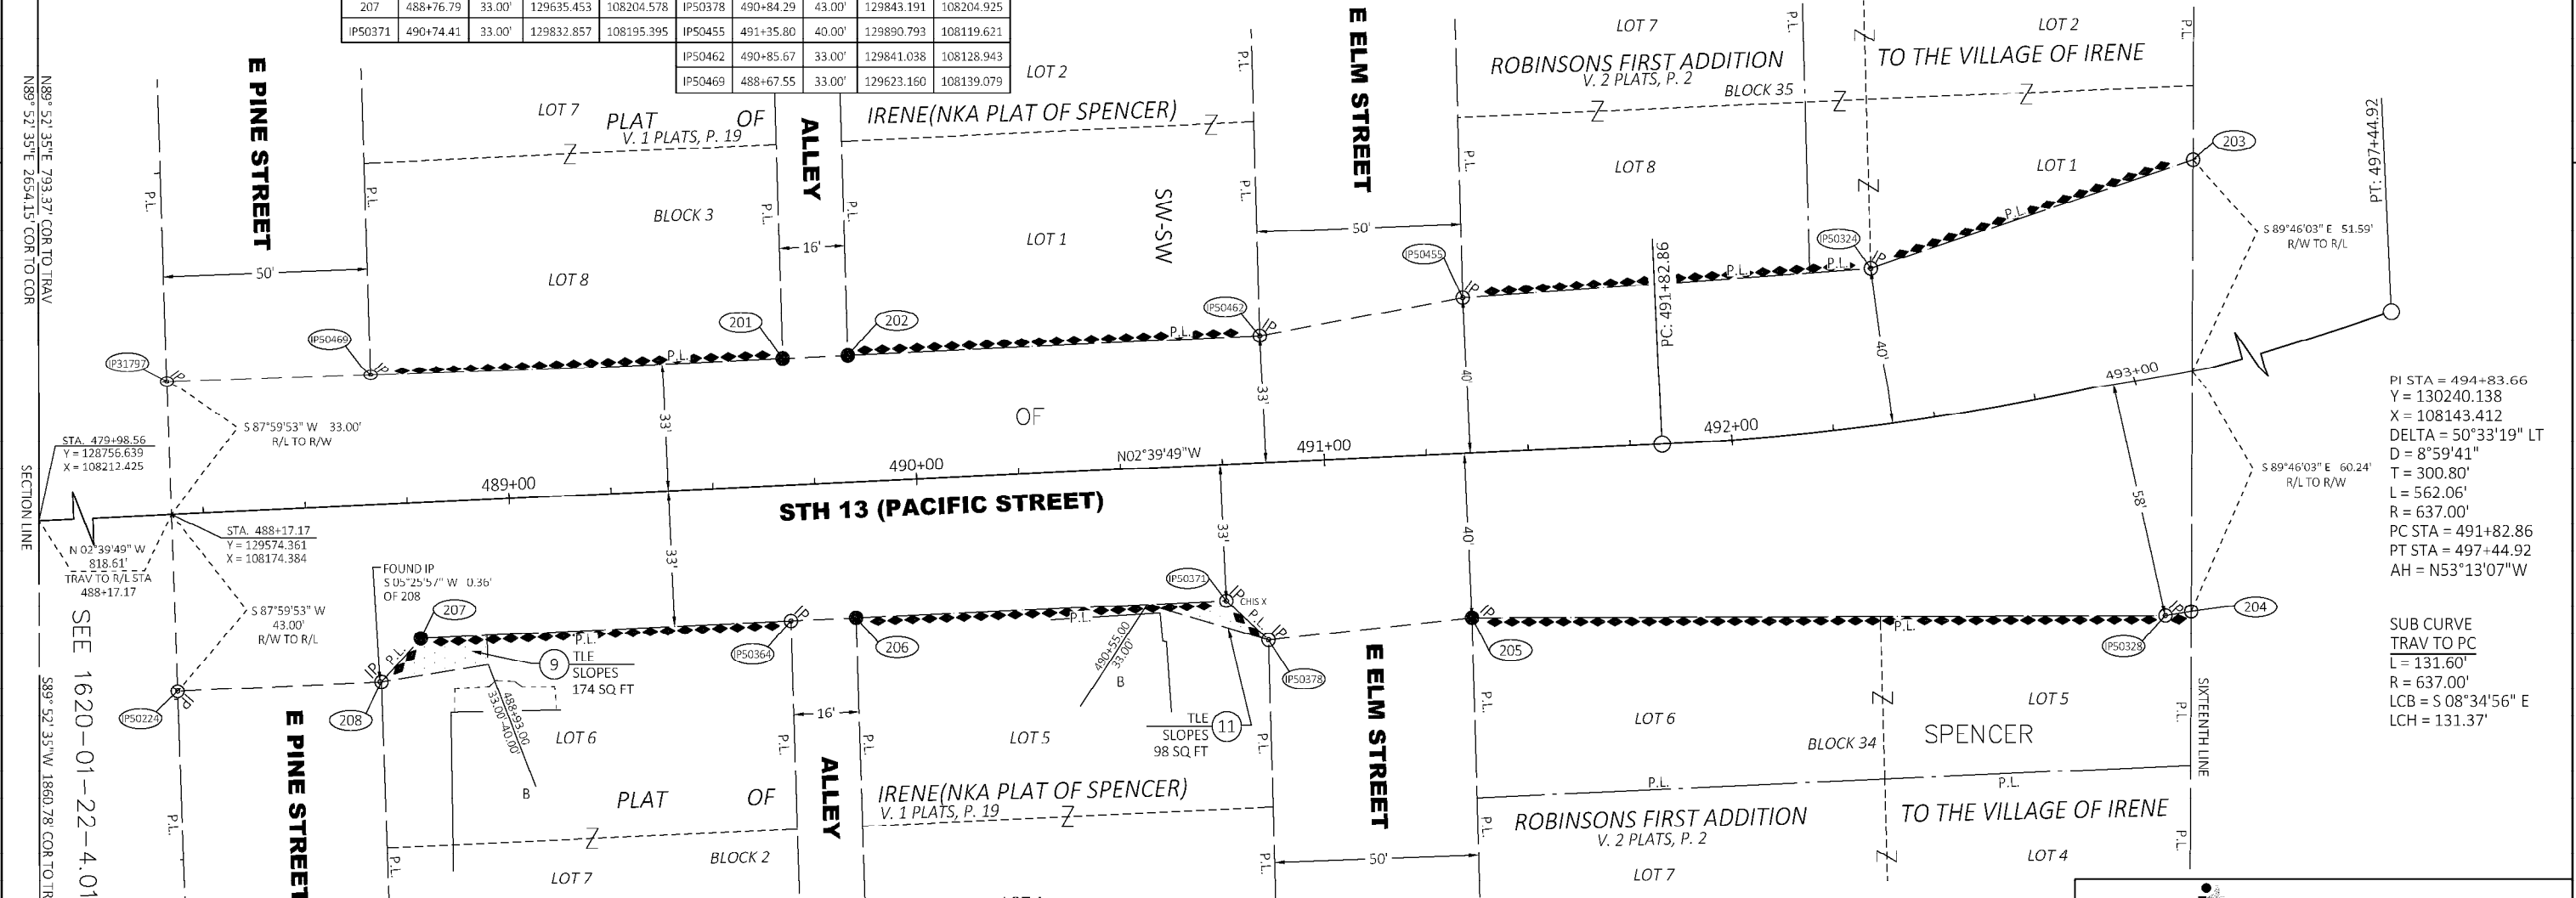 207 488+76.79 33.00' 129635.453 108204.578 IP50378 490+84.29 43.00' 129843.191 108204.925
IP50371 490+74.41 33.00' 129832.857 108195.395 IP50455 491+35.80 40.00' 129890.793 108119.621
IP50462 490+85.67 33.00' 129841.038 108128.943
IP50469 488+67.55 33.00' 129623.160 108139.079
N89° 52' 35"E 793.37' COR TO TRAV
N89° 52' 35"E 2654.15' COR TO COR
SECTION LINE
SEE 1620-01-22-4.01
S89° 52' 35"W 1860.78' COR TO TR
E PINE STREET
P.L.
P.L.
50'
LOT 7
PLAT OF
V. 1 PLATS, P. 19
BLOCK 3
LOT 8
P.L.
ALLEY
P.L.
16'
IRENE(NKA PLAT OF SPENCER)
LOT 2
LOT 1
SW-SW
P.L.
P.L.
E ELM STREET
50'
P.L.
P.L.
LOT 7
ROBINSONS FIRST ADDITION
V. 2 PLATS, P. 2
BLOCK 35
LOT 8
P.L.
LOT 2
TO THE VILLAGE OF IRENE
LOT 1
P.L.
203
PT: 497+44.92
S 89°46'03" E 51.59'
R/W TO R/L
IP31797
IP
IP50469
IP
P.L.
201
202
P.L.
IP50462
IP
IP50455
IP
P.L.
P.L.
IP50324
IP
P.L.
PC: 491+82.86
40'
S 87°59'53" W 33.00'
R/L TO R/W
STA. 479+98.56
Y = 128756.639
X = 108212.425
33'
OF
33'
40'
N02°39'49"W
489+00
490+00
491+00
492+00
493+00
STH 13 (PACIFIC STREET)
N 02°39'49" W
818.61'
TRAV TO R/L STA
488+17.17
STA. 488+17.17
Y = 129574.361
X = 108174.384
33'
33'
40'
58'
S 89°46'03" E 60.24'
R/L TO R/W
PI STA = 494+83.66
Y = 130240.138
X = 108143.412
DELTA = 50°33'19" LT
D = 8°59'41"
T = 300.80'
L = 562.06'
R = 637.00'
PC STA = 491+82.86
PT STA = 497+44.92
AH = N53°13'07"W
SUB CURVE
TRAV TO PC
L = 131.60'
R = 637.00'
LCB = S 08°34'56" E
LCH = 131.37'
S 87°59'53" W
43.00'
R/W TO R/L
FOUND IP
S 05°25'57" W 0.36'
OF 208
207
P.L.
IP
208
IP50224
IP
P.L.
9
TLE
SLOPES
174 SQ FT
488+93.00
33.00'-40.00'
B
IP50364
IP
206
P.L.
490+55.00
33.00'
B
IP50371
IP
CHIS X
P.L.
IP
IP50378
TLE
SLOPES
98 SQ FT
11
IP
205
P.L.
IP50328
IP
204
P.L.
E PINE STREET
P.L.
P.L.
LOT 6
PLAT OF
BLOCK 2
LOT 7
P.L.
16'
ALLEY
P.L.
LOT 5
IRENE(NKA PLAT OF SPENCER)
V. 1 PLATS, P. 19
P.L.
P.L.
E ELM STREET
50'
P.L.
P.L.
LOT 6
BLOCK 34
SPENCER
LOT 5
P.L.
P.L.
SIXTEENTH LINE
P.L.
ROBINSONS FIRST ADDITION
V. 2 PLATS, P. 2
LOT 7
TO THE VILLAGE OF IRENE
LOT 4
P.L.